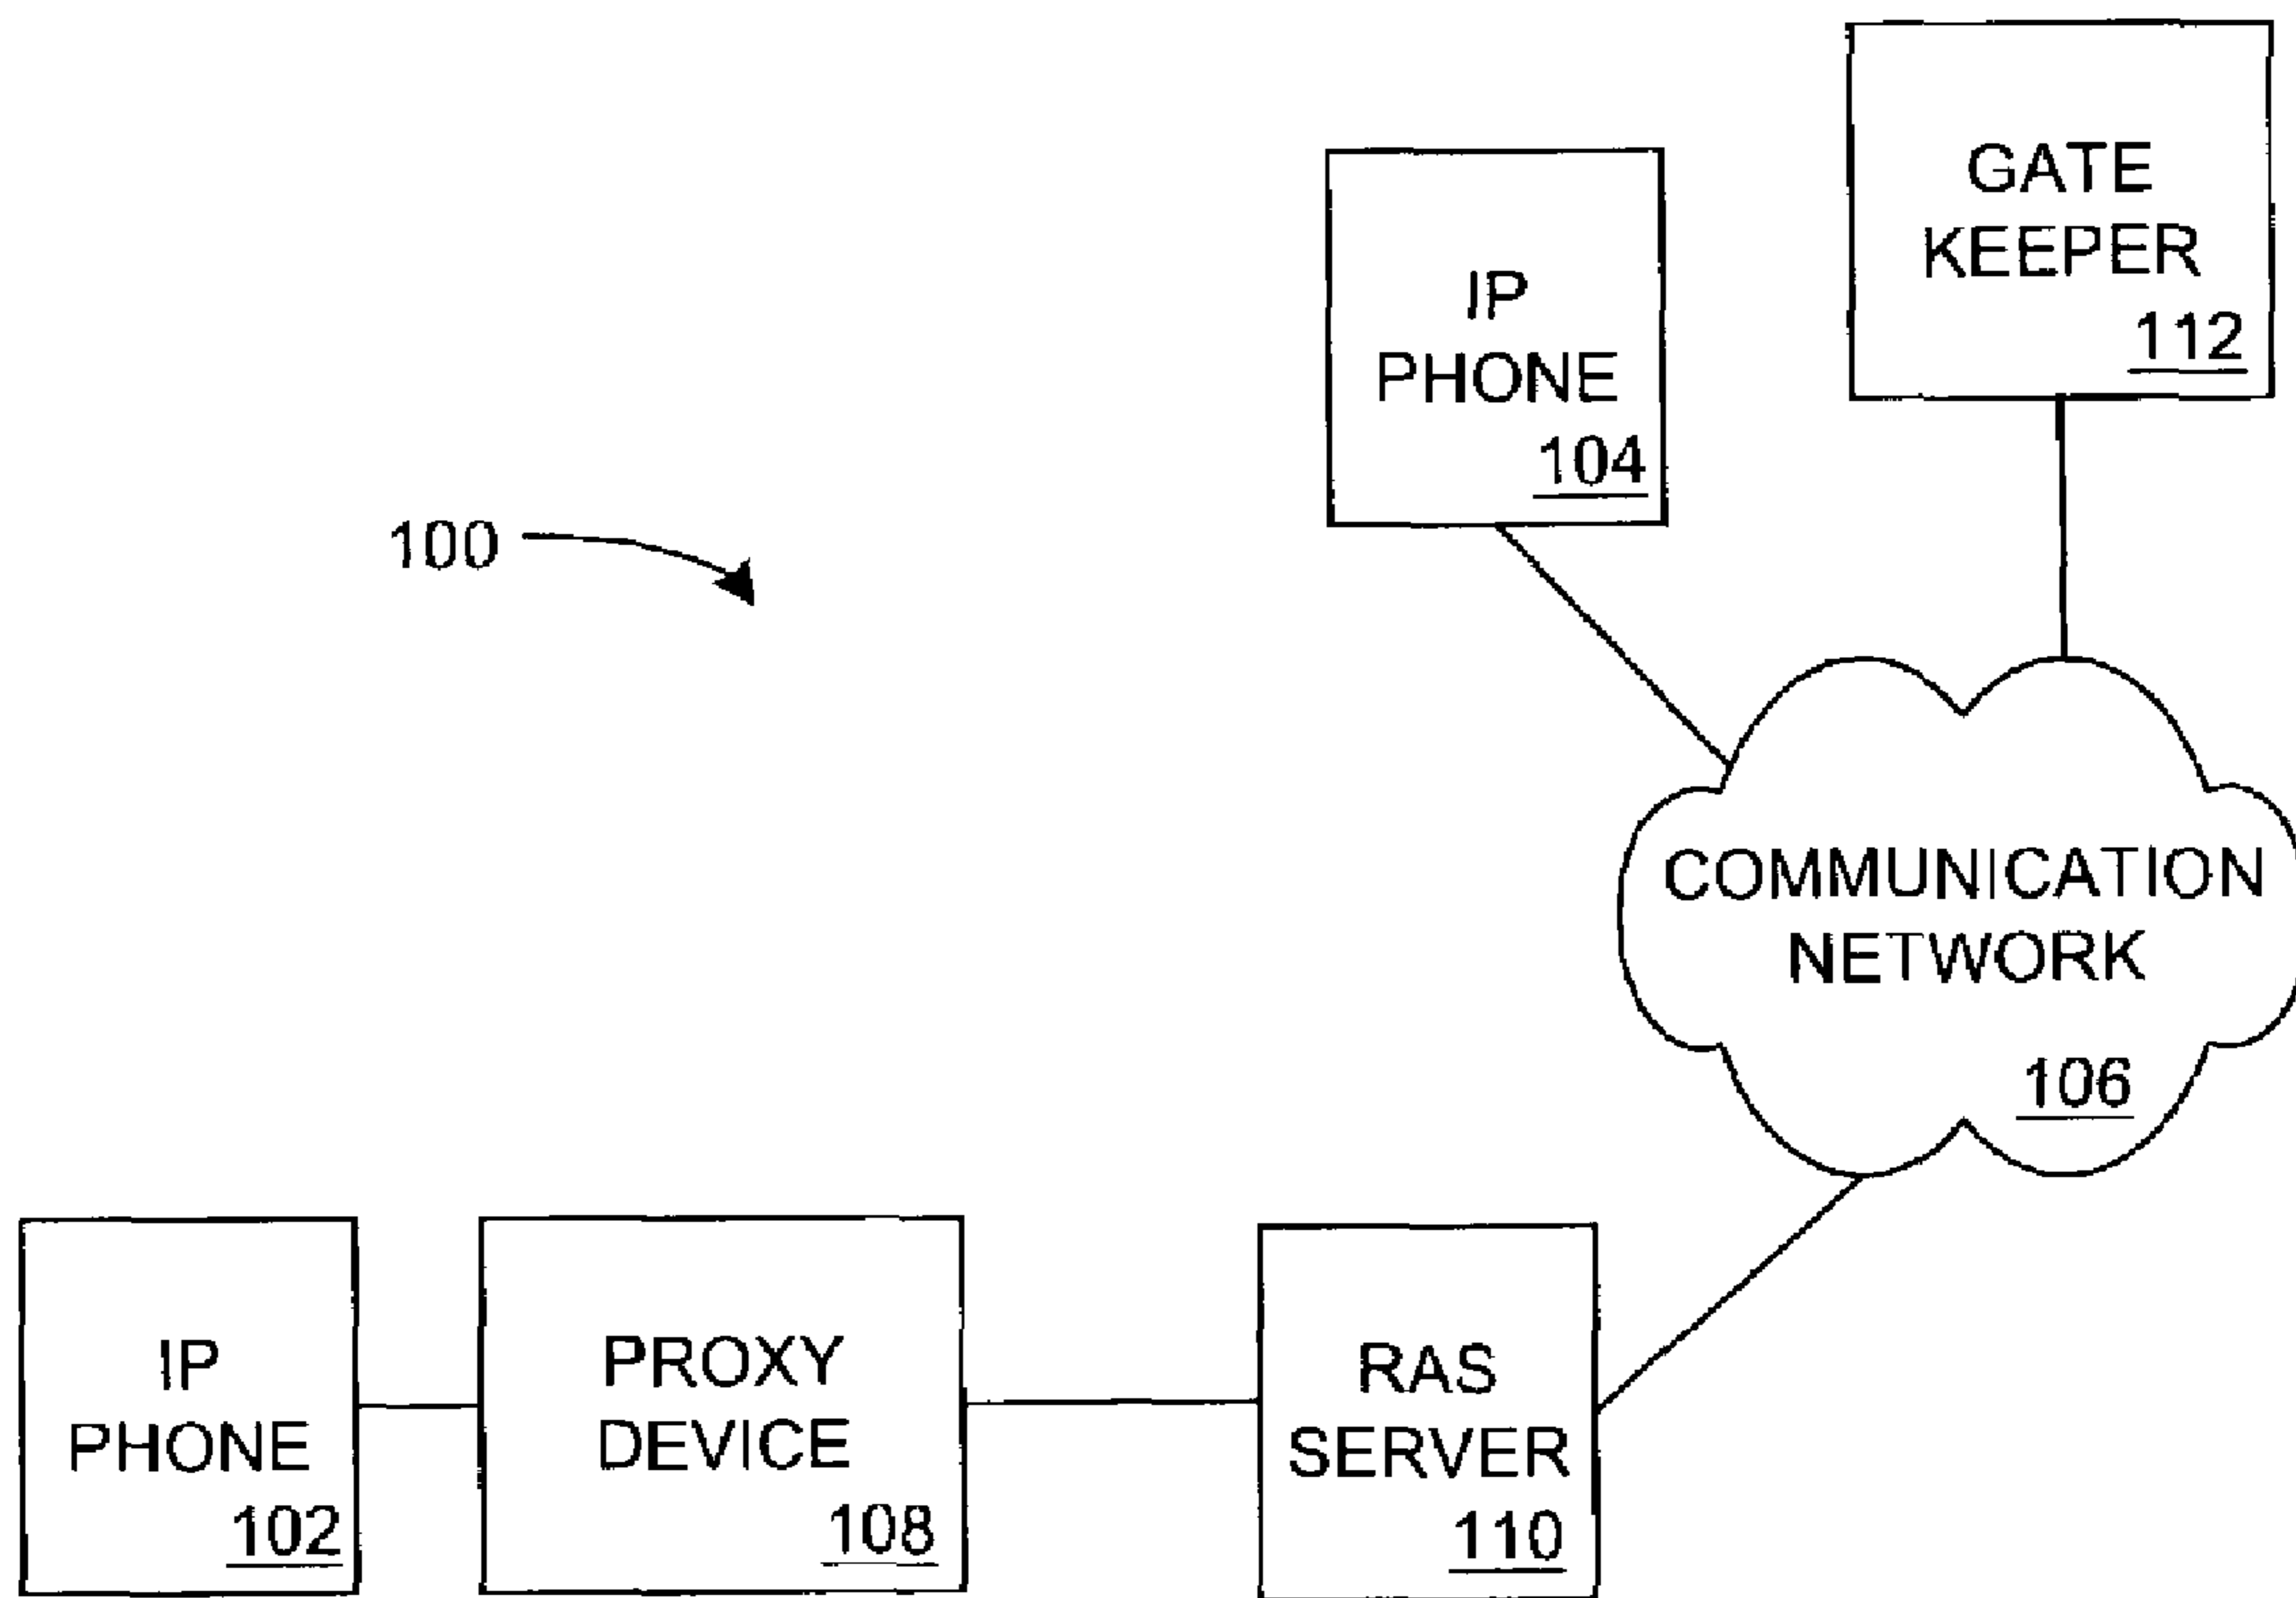 GATE
KEEPER
112
IP
PHONE
104
100
COMMUNICATION
NETWORK
106
IP
PHONE
102
PROXY
DEVICE
108
RAS
SERVER
110